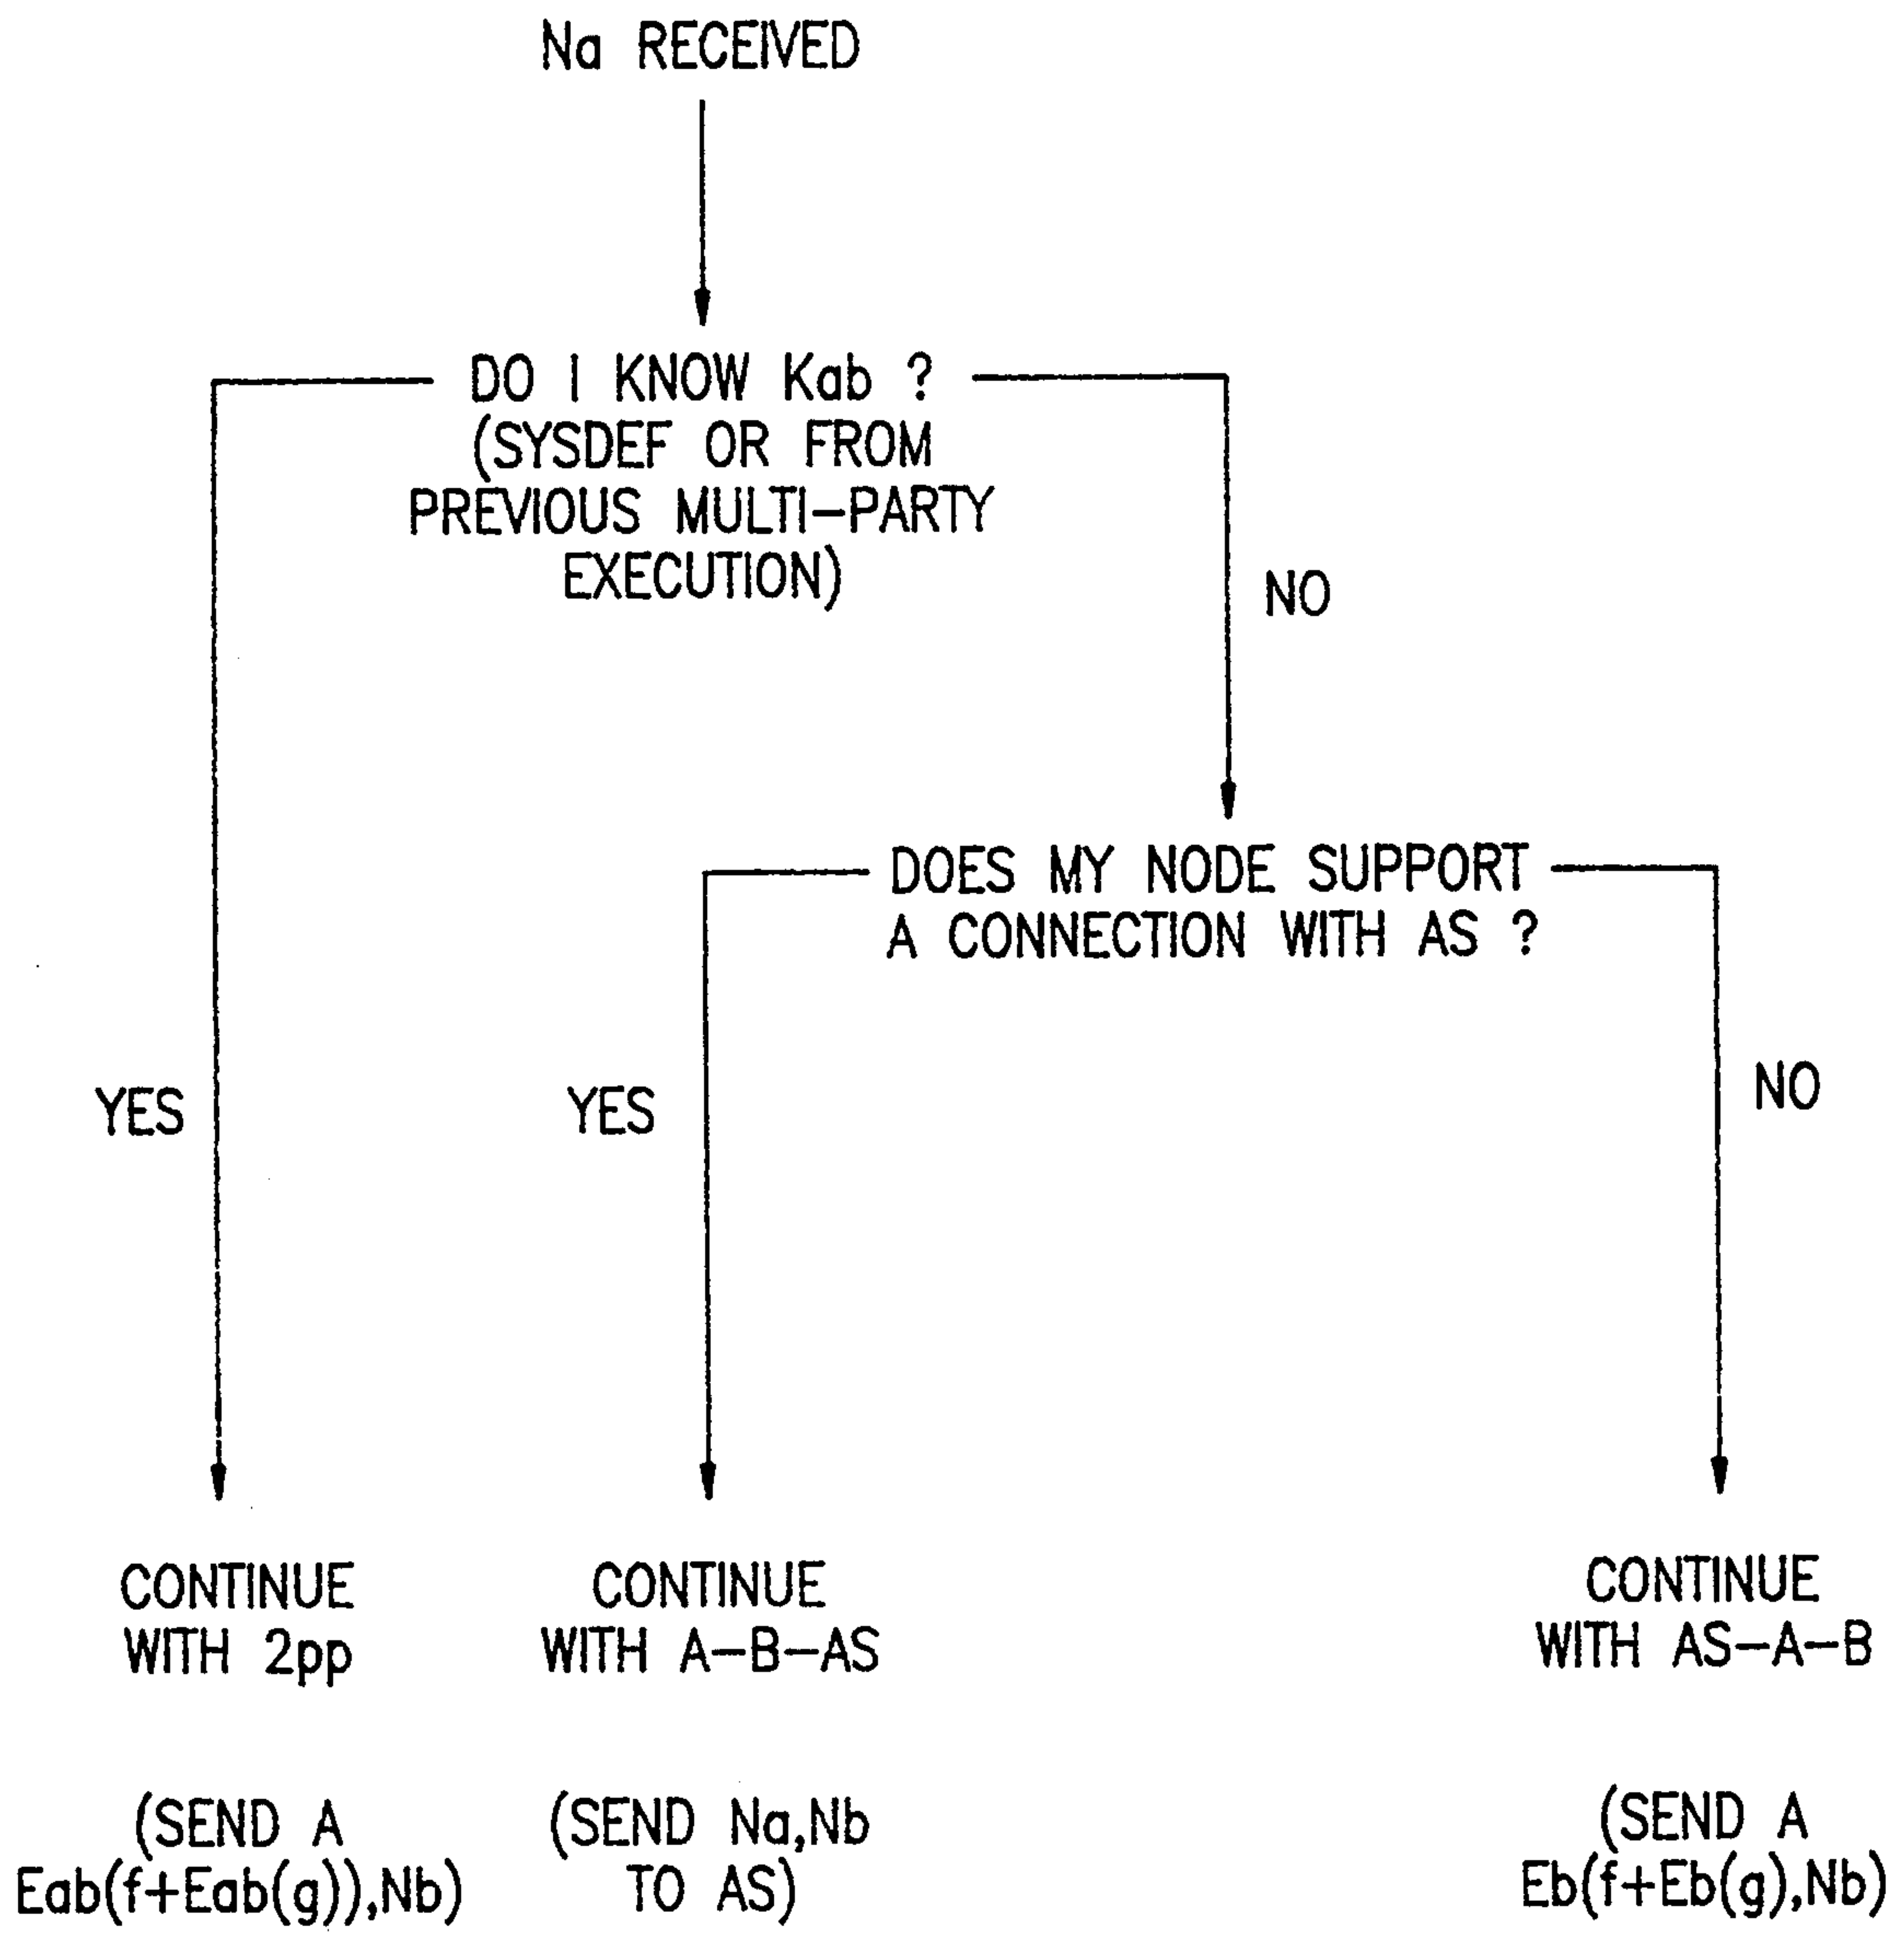 Na RECEIVED
DO I KNOW Kab ?
(SYSDEF OR FROM
PREVIOUS MULTI-PARTY
EXECUTION)
NO
DOES MY NODE SUPPORT
A CONNECTION WITH AS ?
YES
YES
NO
CONTINUE
WITH 2pp
(SEND A
Eab(f+Eab(g)),Nb)
CONTINUE
WITH A-B-AS
(SEND Na,Nb
TO AS)
CONTINUE
WITH AS-A-B
(SEND A
Eb(f+Eb(g),Nb)